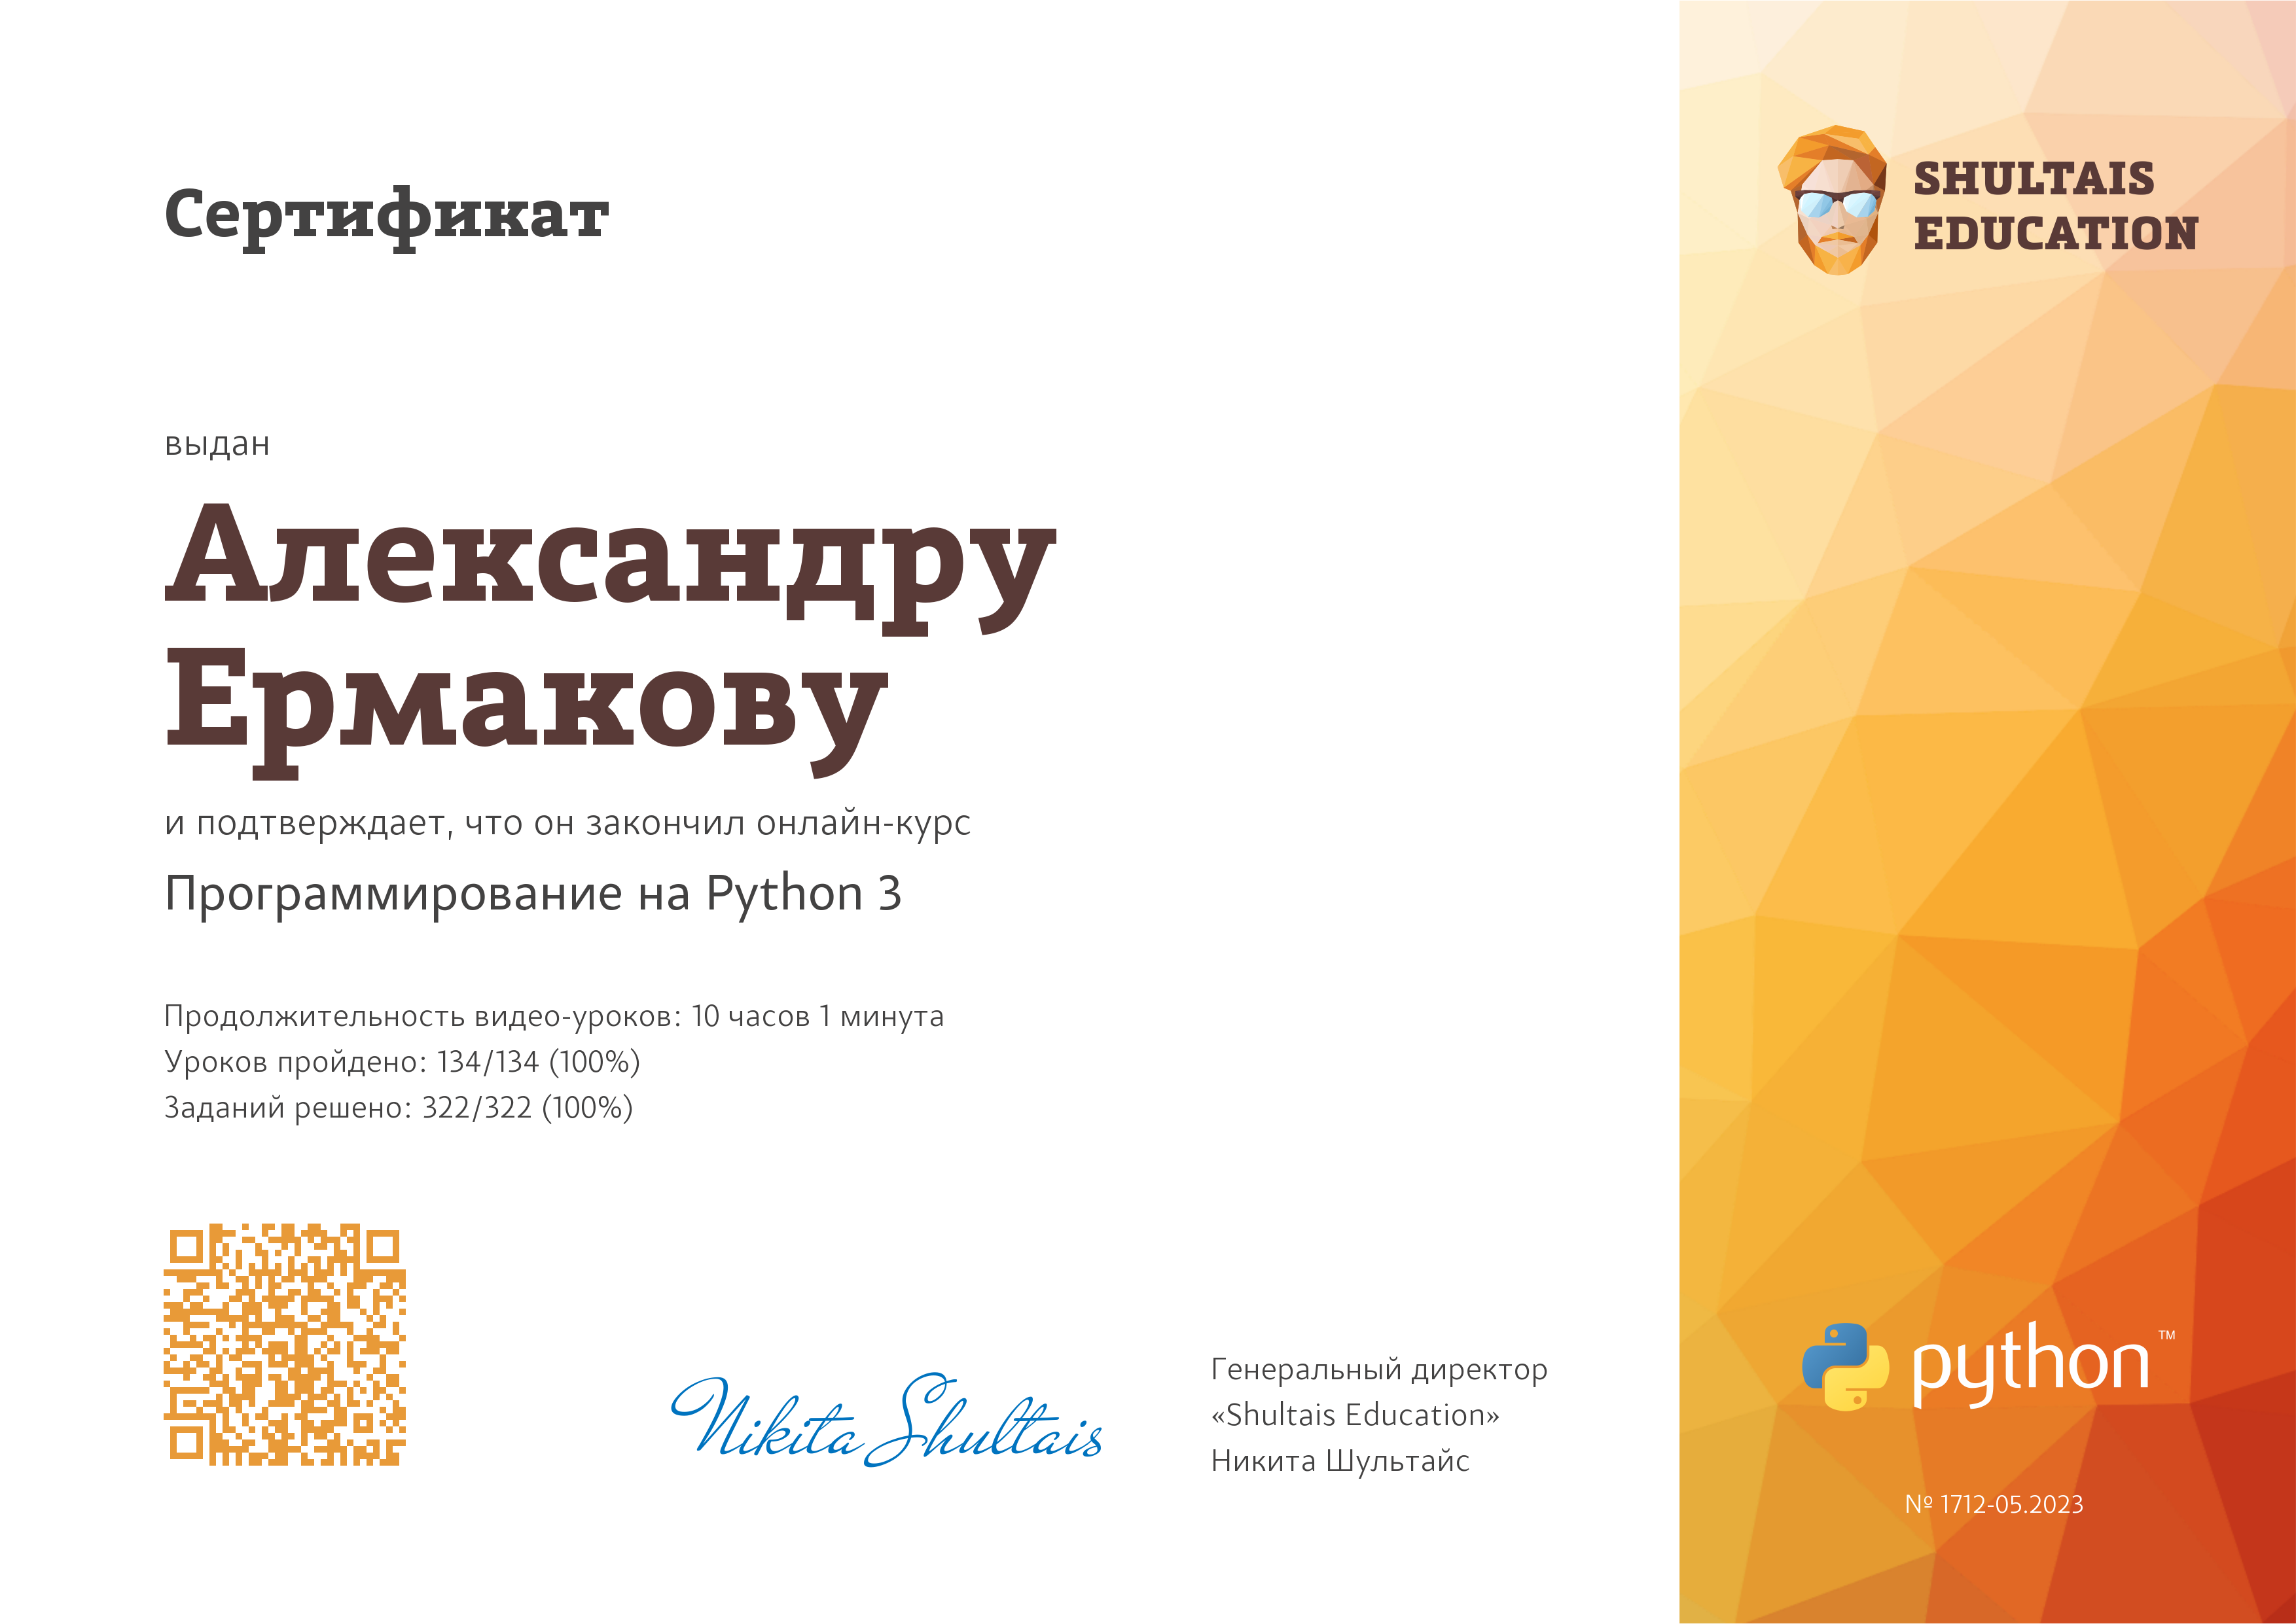 Сертификат
выдан
Александру
Ермакову
и подтверждает, что он закончил онлайн-курс
Программирование на Python 3
Продолжительность видео-уроков: 10 часов 1 минута
Уроков пройдено: 134/134 (100%)
Заданий решено: 322/322 (100%)
Nikita Shultais
Генеральный директор
«Shultais Education»
Никита Шультайс
SHULTAIS
EDUCATION
python™
№ 1712-05.2023